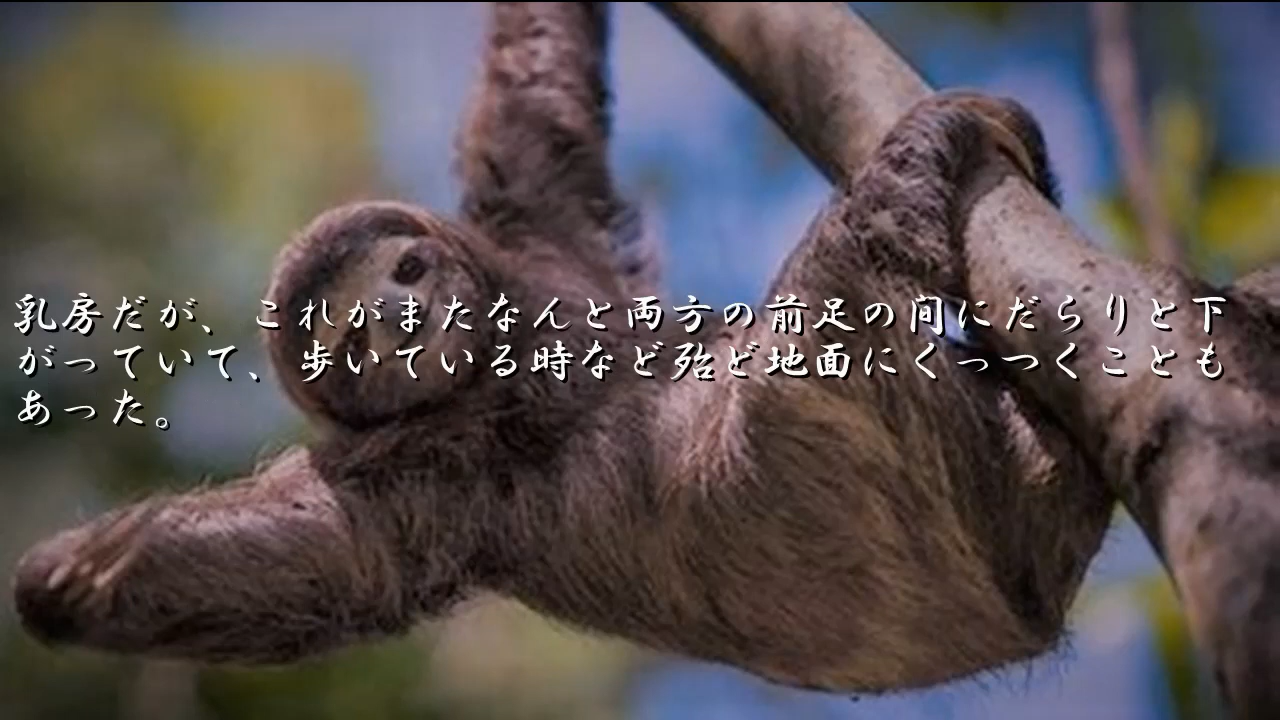 乳房だが、これがまたなんと両方の前足の間にだらりと下
がっていて、歩いている時など殆ど地面にくっつくことも
あった。